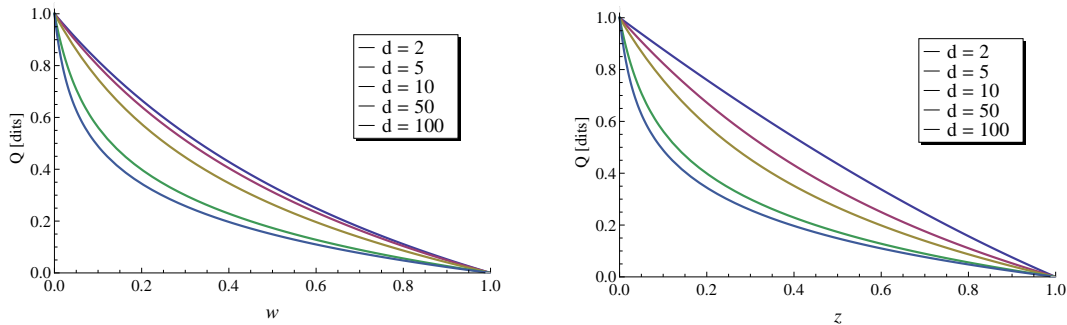 Q [dits]
1.0
0.8
0.6
0.4
0.2
0.0
0.0 0.2 0.4 0.6 0.8 1.0
w
d = 2
d = 5
d = 10
d = 50
d = 100
Q [dits]
1.0
0.8
0.6
0.4
0.2
0.0
0.0 0.2 0.4 0.6 0.8 1.0
z
d = 2
d = 5
d = 10
d = 50
d = 100